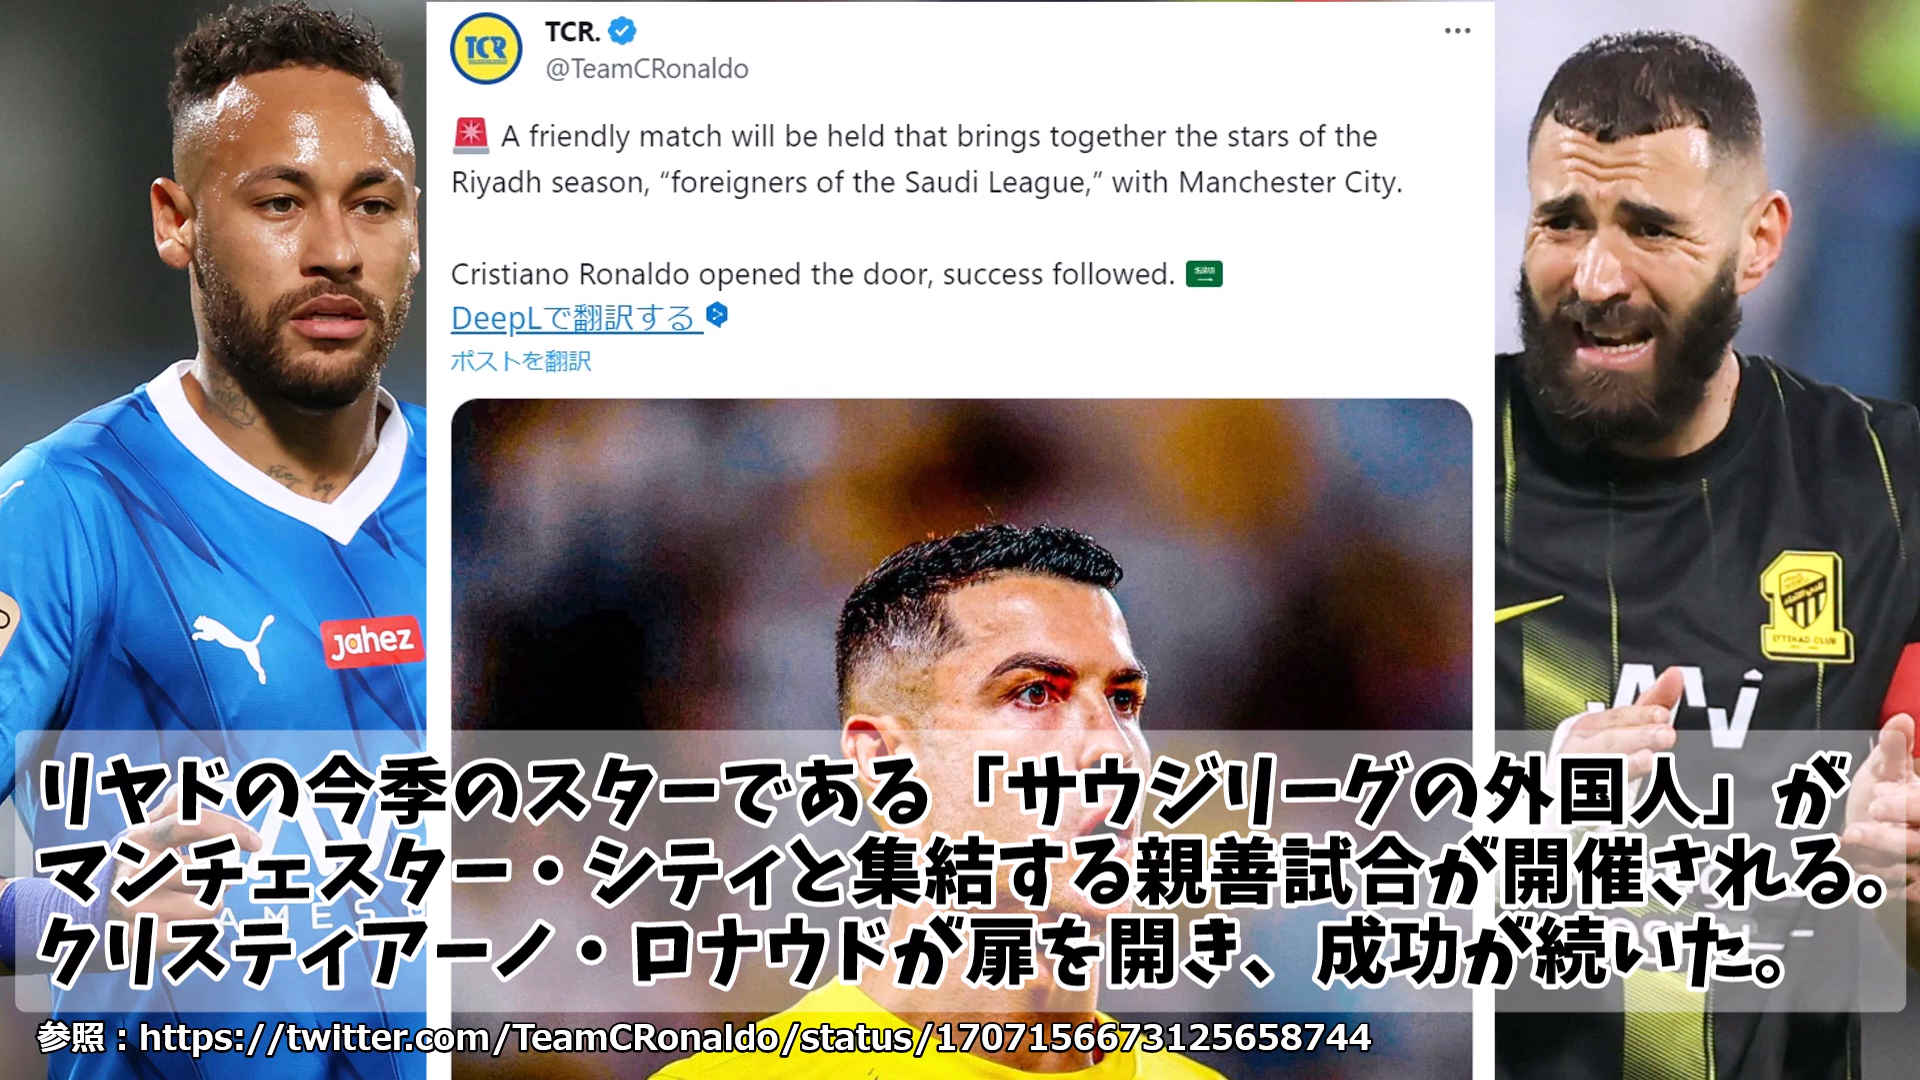 TCR.
@TeamCRonaldo
TCR
🚨 A friendly match will be held that brings together the stars of the
Riyadh season, “foreigners of the Saudi League,” with Manchester City.
Cristiano Ronaldo opened the door, success followed. 🇸🇦
DeepLで翻訳する
ポストを翻訳
jahez
ITTIHAD CLUB
リヤドの今季のスターである「サウジリーグの外国人」が
マンチェスター・シティと集結する親善試合が開催される。
クリスティアーノ・ロナウドが扉を開き、成功が続いた。
参照：https://twitter.com/TeamCRonaldo/status/1707156673125658744